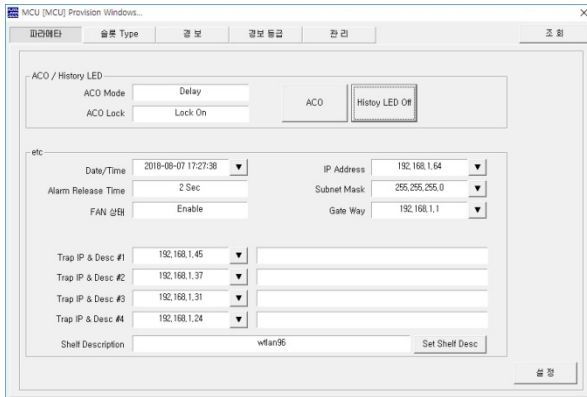 MCU [MCU] Provision Windows...
파라메타 슬롯 Type 경 보 경보 등급 관 리 조 회
ACO / History LED
ACO Mode Delay
ACO Lock Lock On
ACO Histoy LED Off
etc
Date/Time 2018-08-07 17:27:38 IP Address 192,168,1,64
Alarm Release Time 2 Sec Subnet Mask 255,255,255,0
FAN 상태 Enable Gate Way 192,168,1,1
Trap IP & Desc #1 192,168,1,45
Trap IP & Desc #2 192,168,1,37
Trap IP & Desc #3 192,168,1,31
Trap IP & Desc #4 192,168,1,24
Shelf Description wtlan96 Set Shelf Desc
설 정